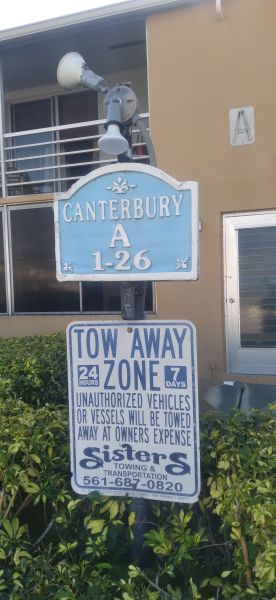 A
CANTERBURY
A
1-26
TOW AWAY
24 HOURS ZONE 7 DAYS
UNAUTHORIZED VEHICLES
OR VESSELS WILL BE TOWED
AWAY AT OWNERS EXPENSE
Sisters
TOWING &
TRANSPORTATION
561-687-0820